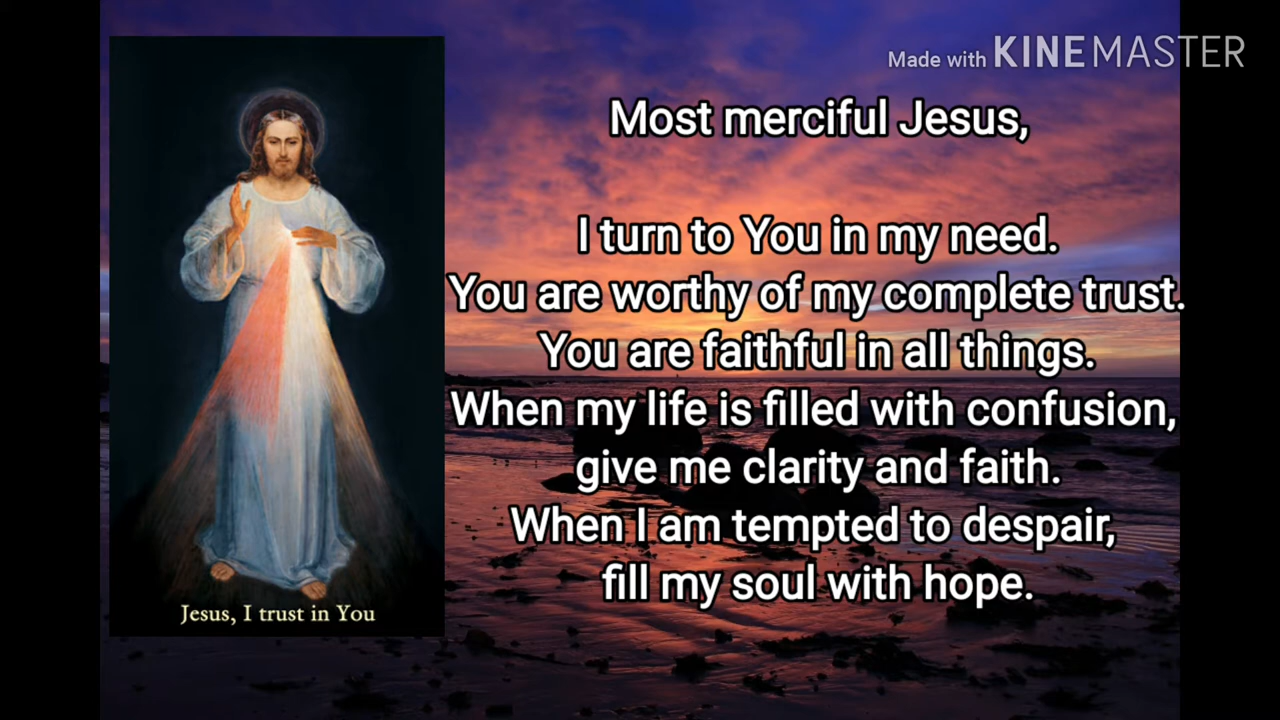 Made with KINEMASTER
Most merciful Jesus,
I turn to You in my need.
You are worthy of my complete trust.
You are faithful in all things.
When my life is filled with confusion,
give me clarity and faith.
When I am tempted to despair,
fill my soul with hope.
Jesus, I trust in You